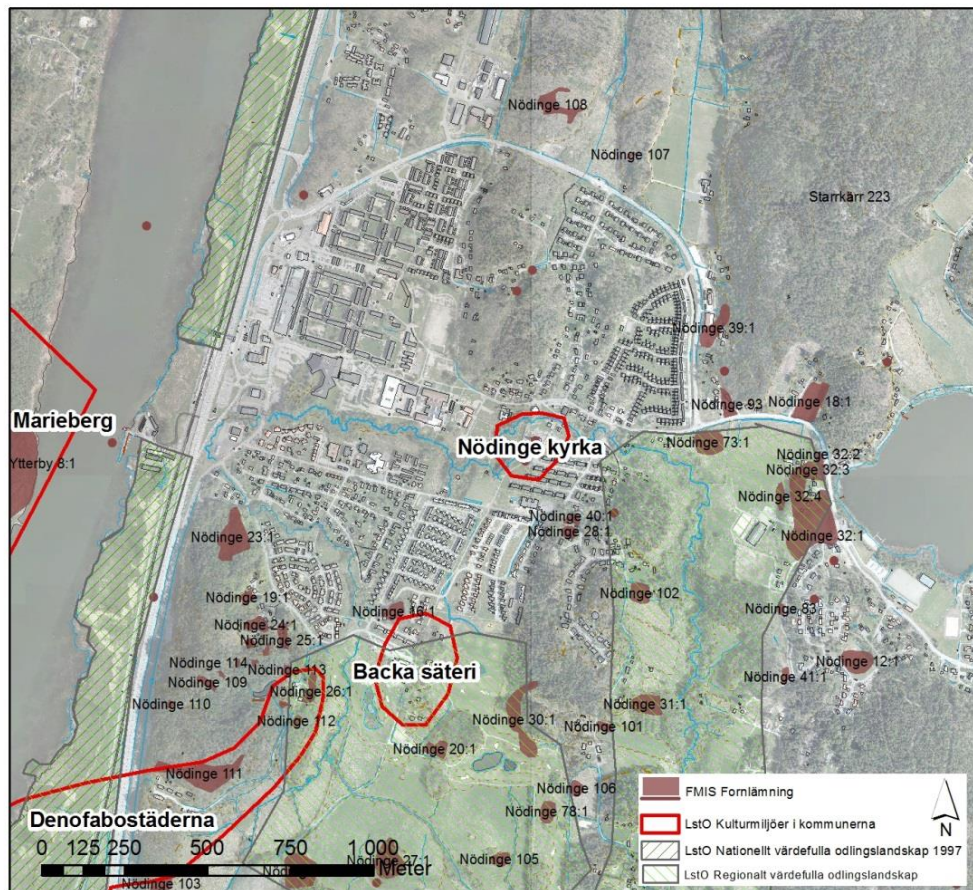 Nödinge 108
Nödinge 107
Starrkärr 223
Nödinge 39:1
Marieberg
Ytterby 8:1
Nödinge kyrka
Nödinge 93
Nödinge 18:1
Nödinge 73:1
Nödinge 32:2
Nödinge 32:3
Nödinge 32:4
Nödinge 32:1
Nödinge 40:1
Nödinge 28:1
Nödinge 23:1
Nödinge 19:1
Nödinge 16:1
Nödinge 102
Nödinge 83
Nödinge 24:1
Nödinge 25:1
Nödinge 114
Nödinge 113
Nödinge 109
Nödinge 26:1
Nödinge 110
Nödinge 112
Backa säteri
Nödinge 12:1
Nödinge 41:1
Nödinge 30:1
Nödinge 31:1
Nödinge 101
Nödinge 20:1
Nödinge 111
Nödinge 106
Nödinge 78:1
Denofabostäderna
0 125 250 500 750 1 000
Meter
Nödinge 27:1
Nödinge 105
Nödinge 103
FMIS Fornlämning
LstO Kulturmiljöer i kommunerna
LstO Nationellt värdefulla odlingslandskap 1997
LstO Regionalt värdefulla odlingslandskap
N